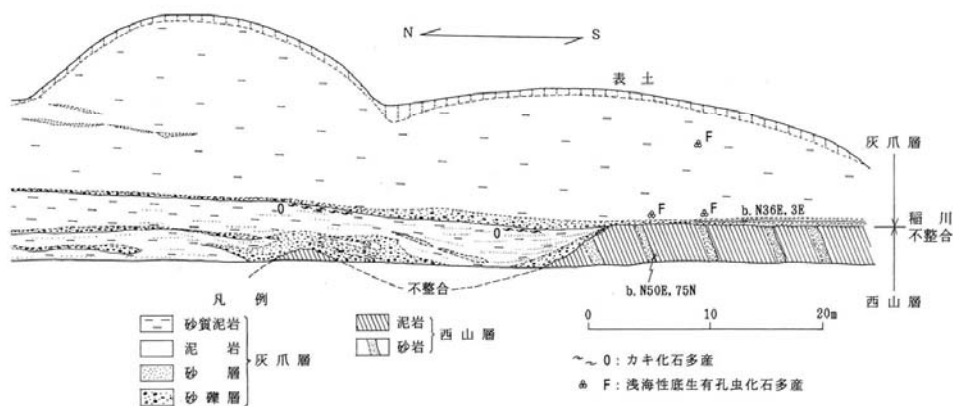 N S
表土
F
灰爪層
F F
b. N36E, 3E
O
稲川
不整合
O
不整合
b. N50E, 75N
西山層
凡例
砂質泥岩
泥岩
砂層
砂礫層
灰爪層
泥岩
砂岩
西山層
0 10 20m
O：カキ化石多産
F：浅海性底生有孔虫化石多産